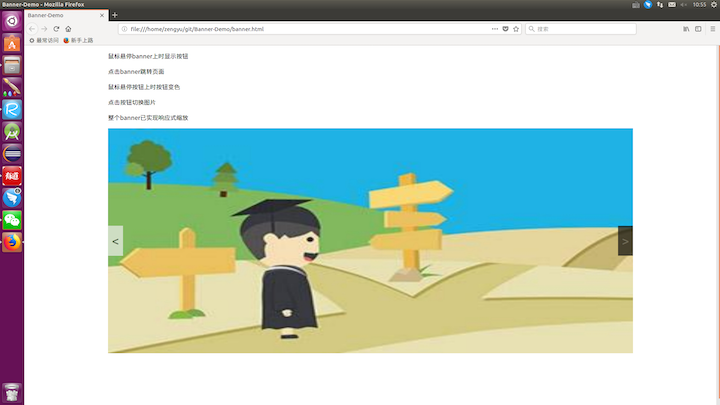 Banner-Demo - Mozilla Firefox
10:55
Banner-Demo
file:///home/zengyu/git/Banner-Demo/banner.html
搜索
最常访问 新手上路
鼠标悬停banner上时显示按钮
点击banner跳转页面
鼠标悬停按钮上时按钮变色
点击按钮切换图片
整个banner已实现响应式缩放
< >